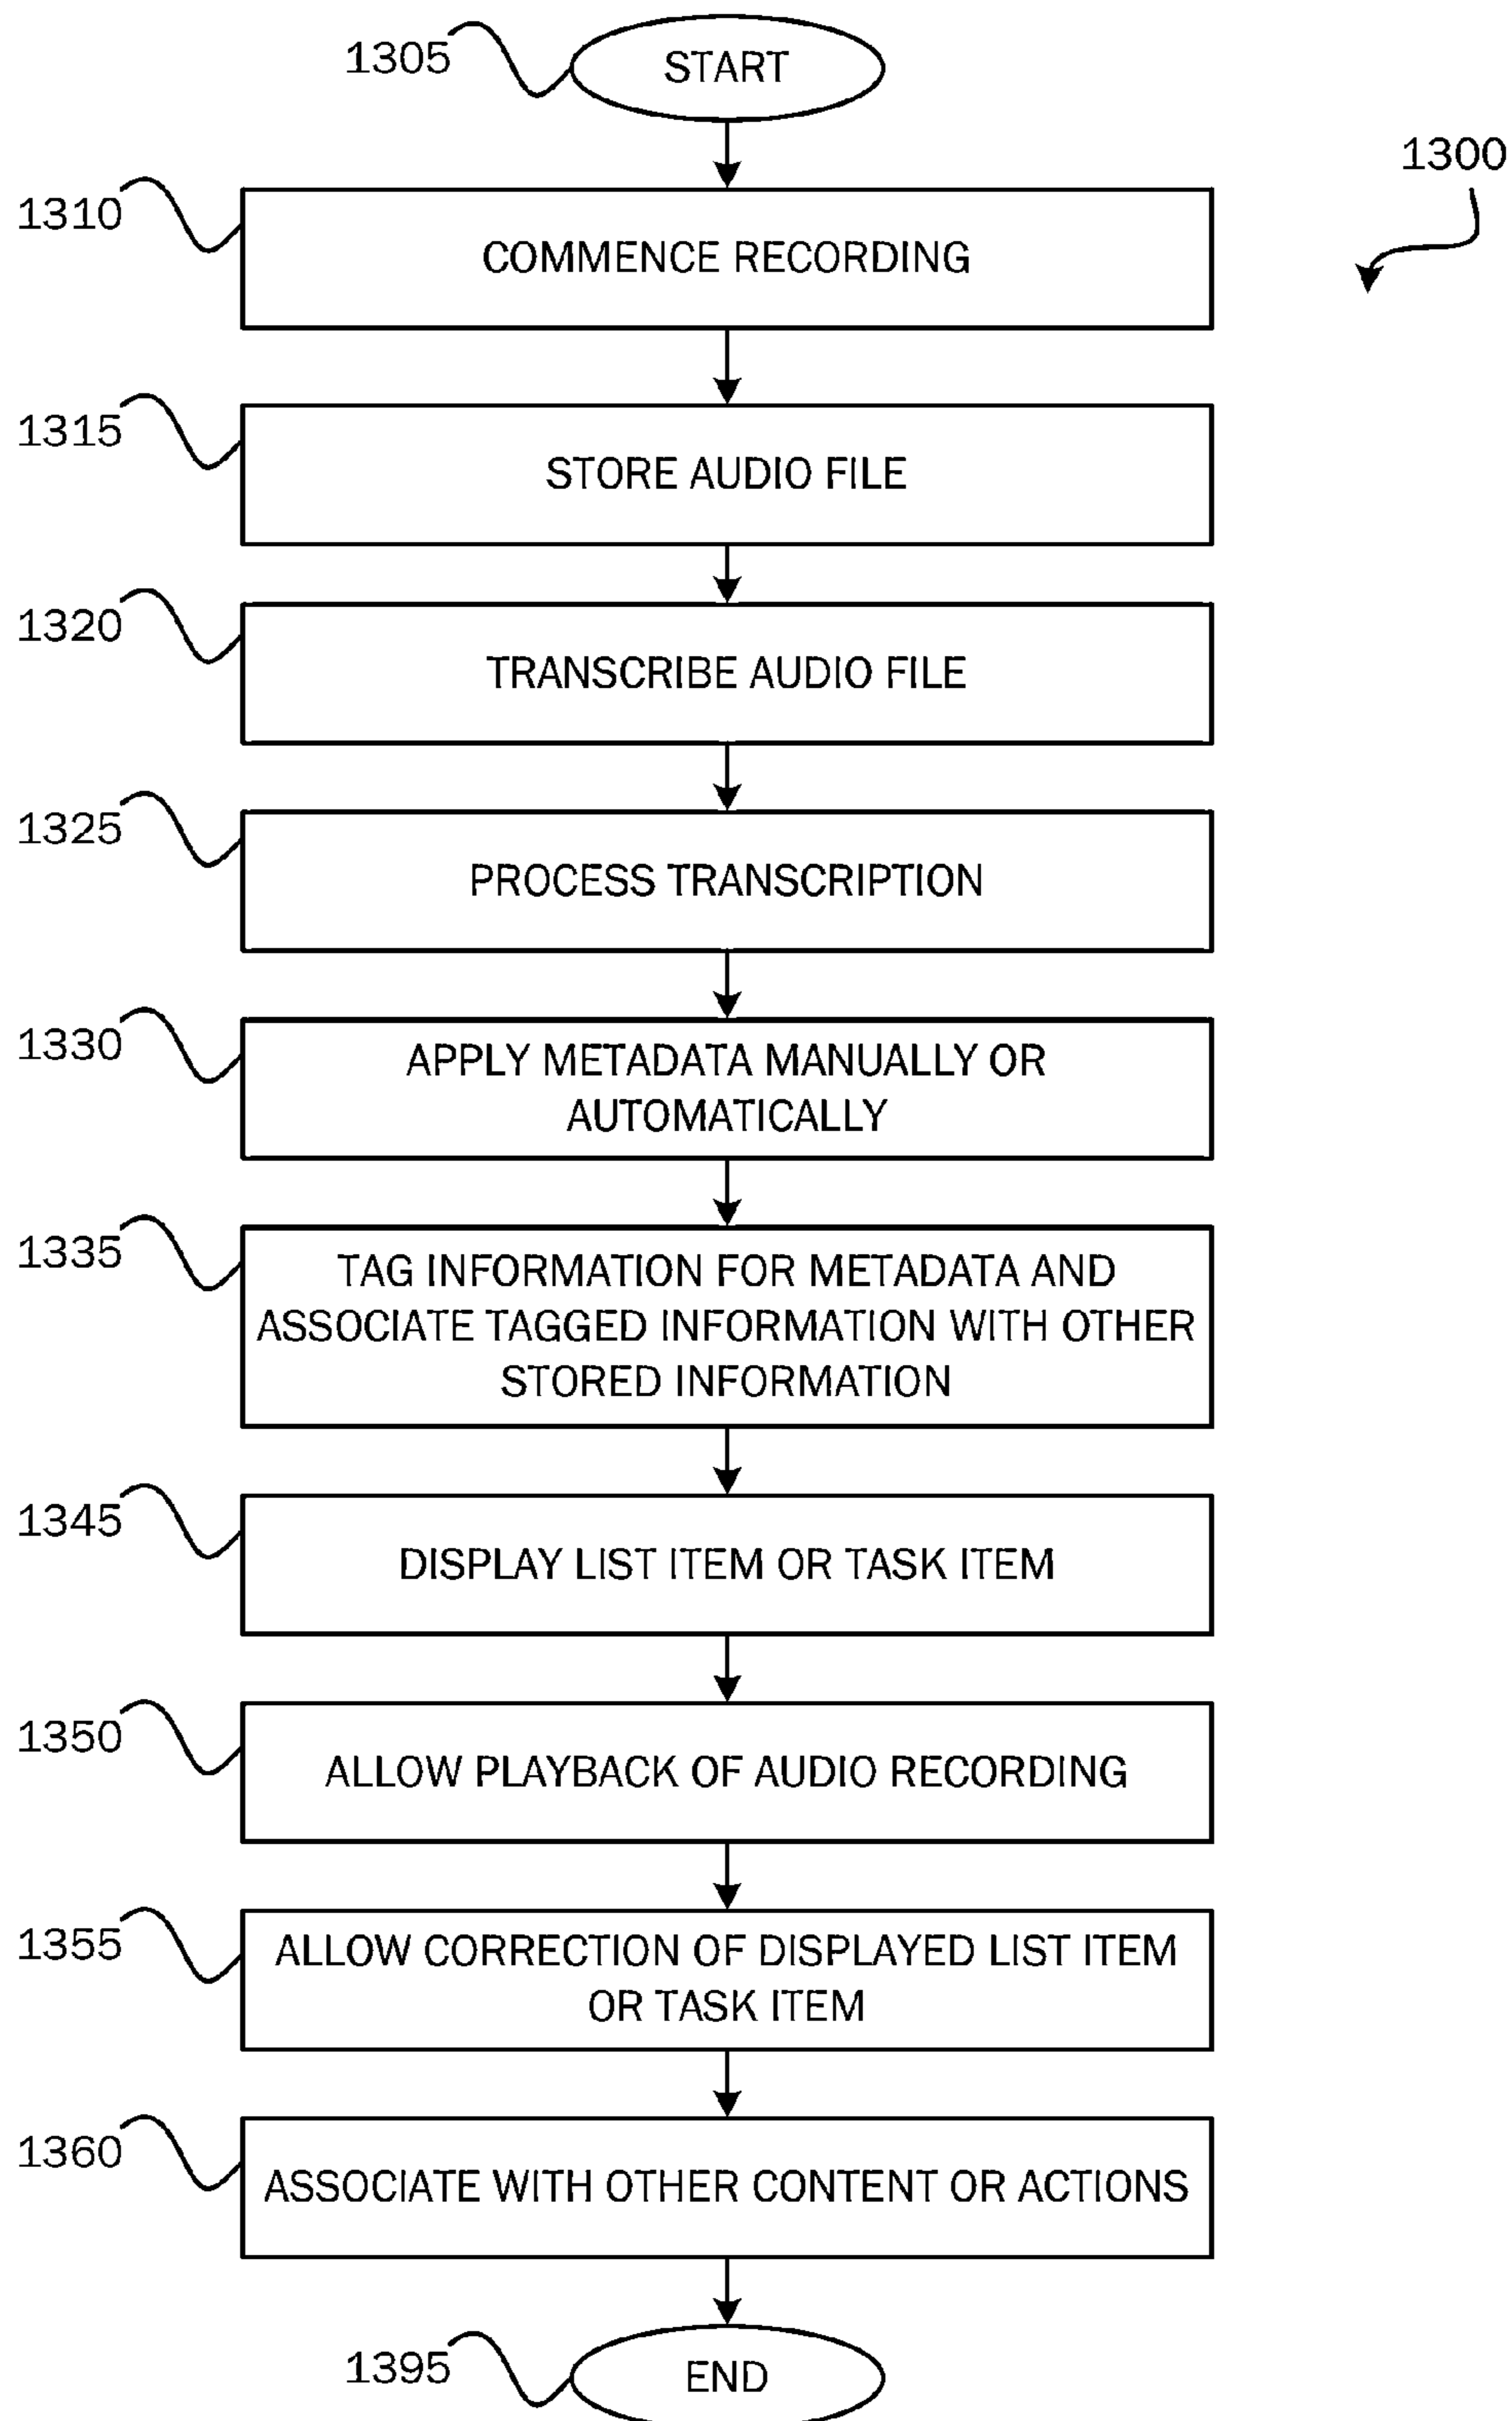 1305
START
1300
1310
COMMENCE RECORDING
1315
STORE AUDIO FILE
1320
TRANSCRIBE AUDIO FILE
1325
PROCESS TRANSCRIPTION
1330
APPLY METADATA MANUALLY OR
AUTOMATICALLY
1335
TAG INFORMATION FOR METADATA AND
ASSOCIATE TAGGED INFORMATION WITH OTHER
STORED INFORMATION
1345
DISPLAY LIST ITEM OR TASK ITEM
1350
ALLOW PLAYBACK OF AUDIO RECORDING
1355
ALLOW CORRECTION OF DISPLAYED LIST ITEM
OR TASK ITEM
1360
ASSOCIATE WITH OTHER CONTENT OR ACTIONS
1395
END